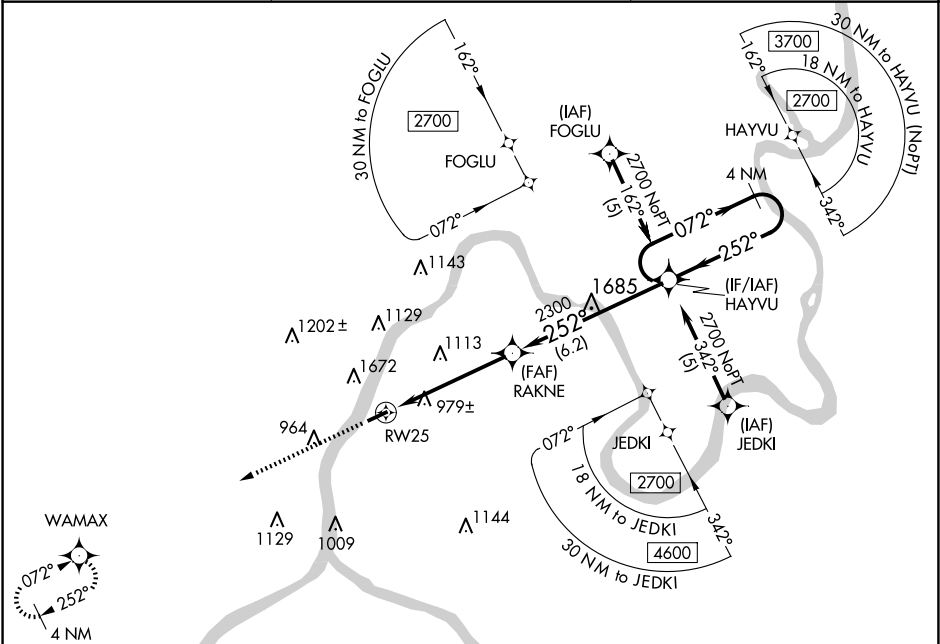 30 NM to FOGLU
162°
2700
FOGLU
072°
(IAF)
FOGLU
2700 NoPT
162°
(5)
30 NM to HAYVU (NoPT)
3700
18 NM to HAYVU
2700
162°
HAYVU
342°
4 NM
072°
252°
(IF/IAF)
HAYVU
1685
2300
252°
(6.2)
(FAF)
RAKNE
2700 NoPT
342°
(5)
(IAF)
JEDKI
1143
1202 ±
1129
1113
1672
979±
964
RW25
072°
JEDKI
2700
18 NM to JEDKI
342°
4600
30 NM to JEDKI
1129
1009
1144
WAMAX
072°
252°
4 NM